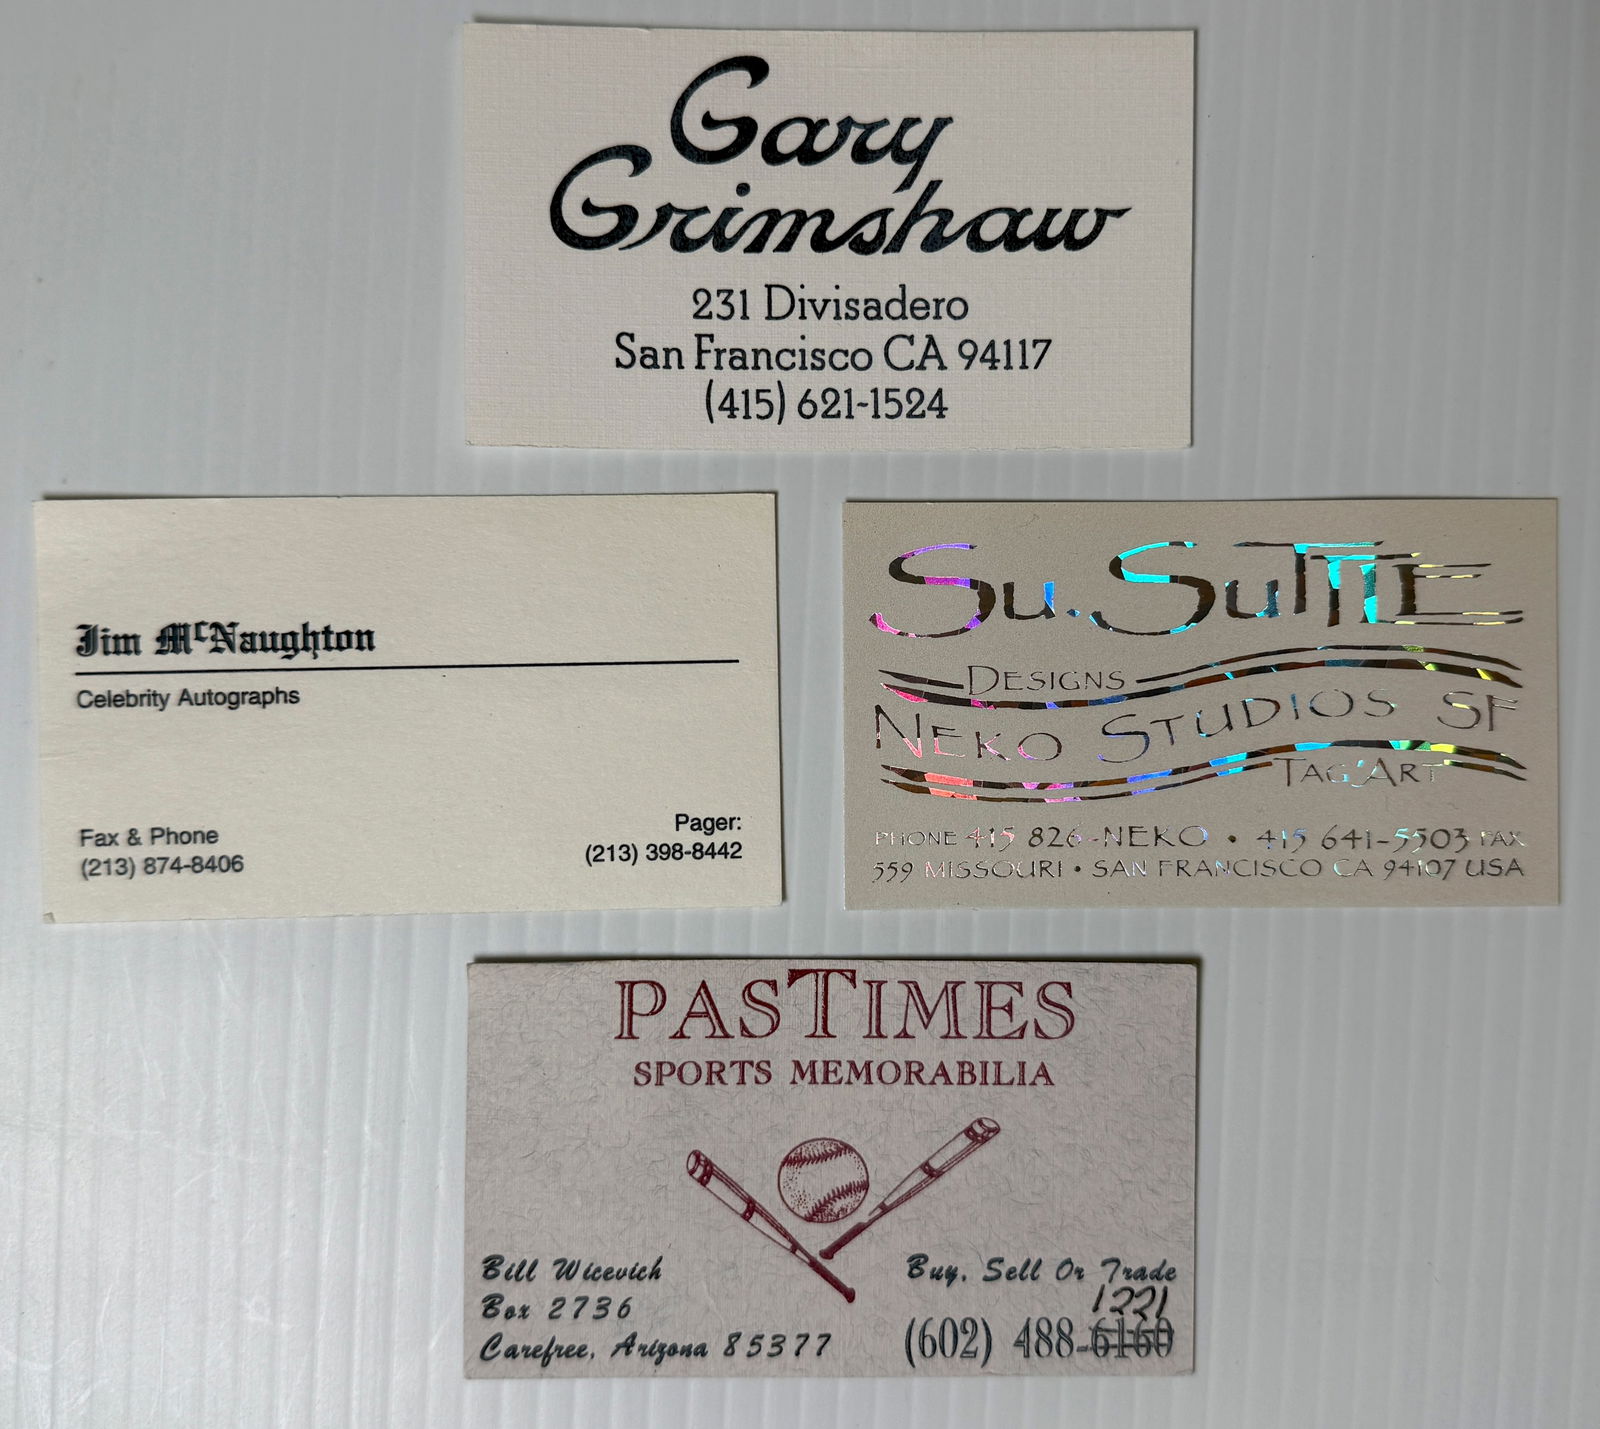 Gary
Grimshaw
231 Divisadero
San Francisco CA 94117
(415) 621-1524
Jim McNaughton
Celebrity Autographs
Fax & Phone
(213) 874-8406
Pager:
(213) 398-8442
Su.SuTTlE
DESIGNS
NEKO STUDIOS SF
TAG'ART
PHONE 415 826-NEKO • 415 641-5503 FAX
559 MISSOURI • SAN FRANCISCO CA 94107 USA
PASTIMES
SPORTS MEMORABILIA
Bill Wicevich
Box 2736
Carefree, Arizona 85377
Buy, Sell Or Trade
1221
(602) 488-6160